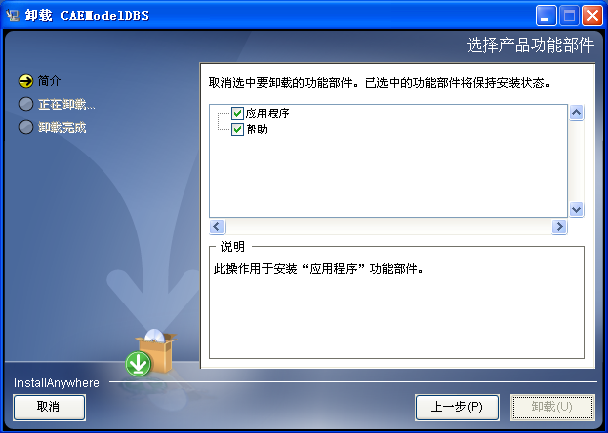 卸载 CAEModelDBS
选择产品功能部件
简介
正在卸载...
卸载完成
取消选中要卸载的功能部件。已选中的功能部件将保持安装状态。
应用程序
帮助
说明
此操作用于安装“应用程序”功能部件。
InstallAnywhere
取消
上一步(P)
卸载(U)